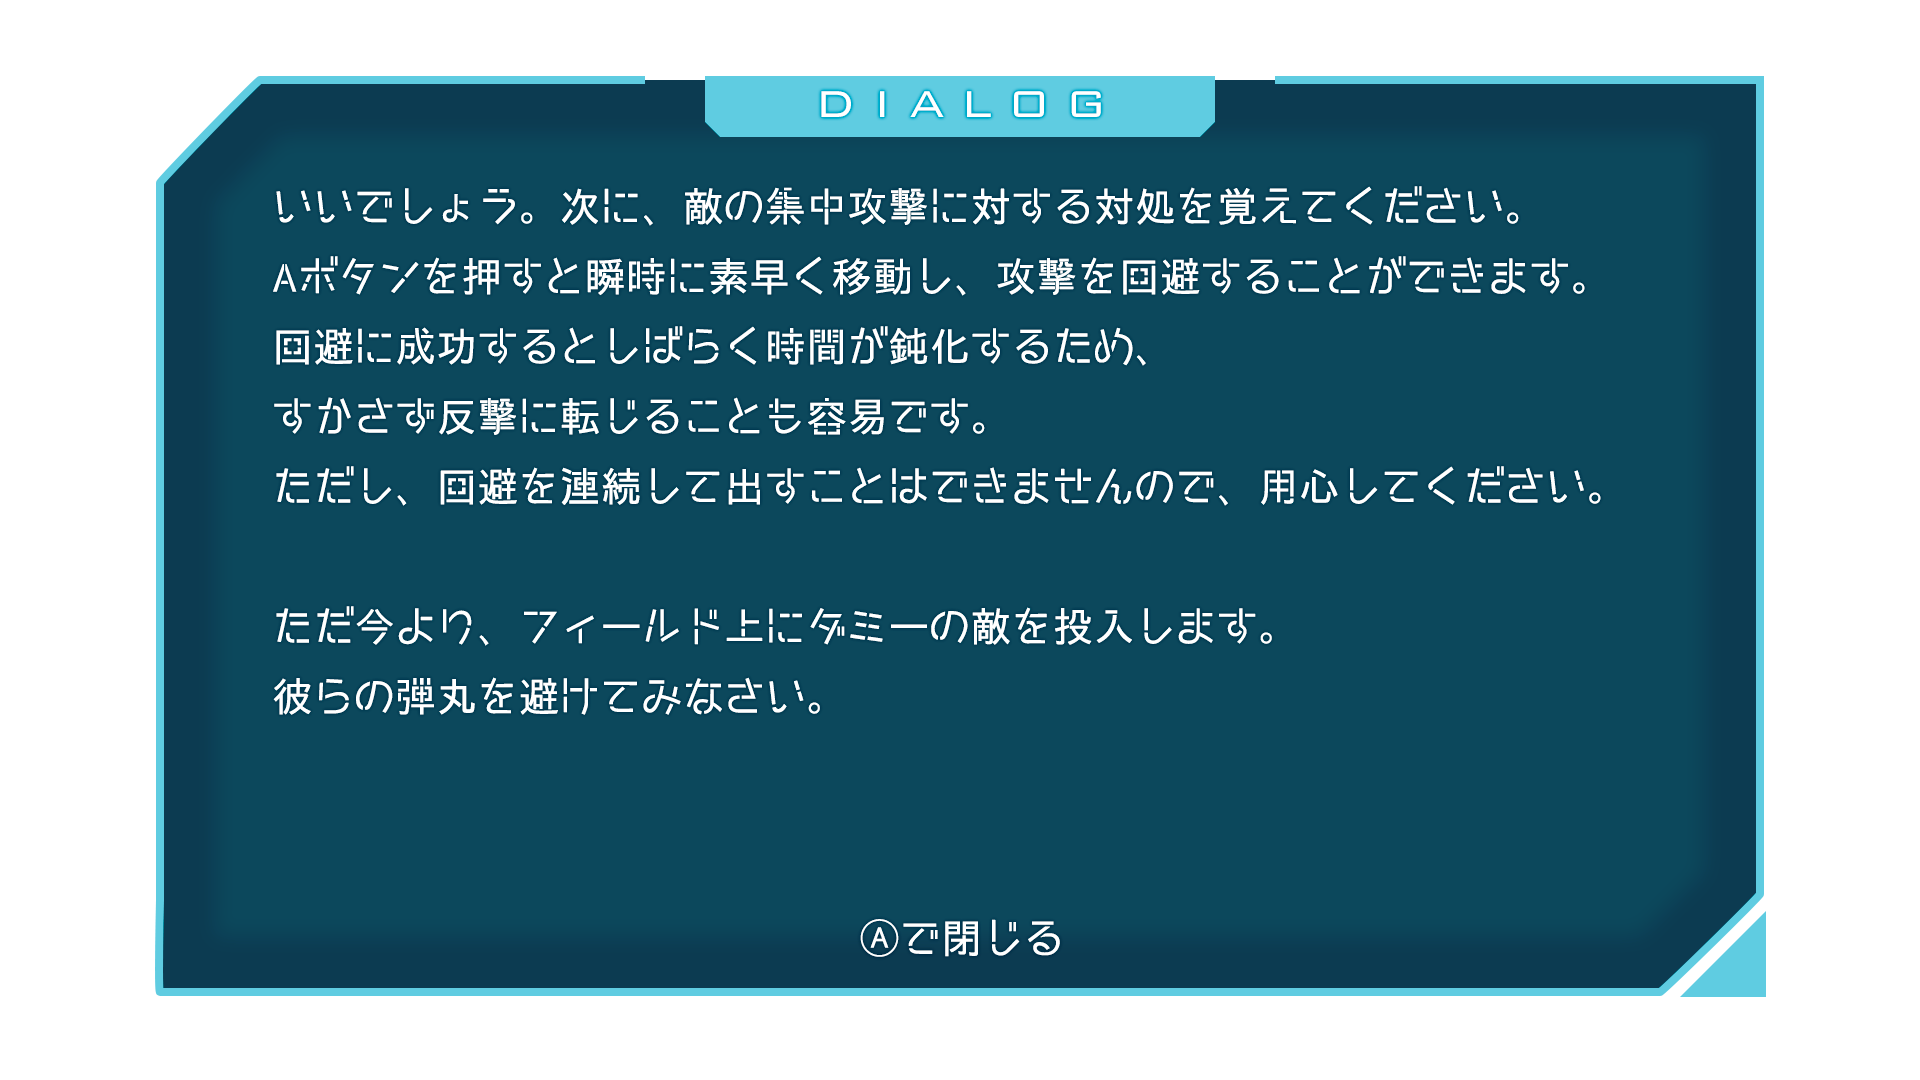 DIALOG
いいでしょう。次に、敵の集中攻撃に対する対処を覚えてください。
Aボタンを押すと瞬時に素早く移動し、攻撃を回避することができます。
回避に成功するとしばらく時間が鈍化するため、
すかさず反撃に転じることも容易です。
ただし、回避を連続して出すことはできませんので、用心してください。
ただ今より、フィールド上にダミーの敵を投入します。
彼らの弾丸を避けてみなさい。
Ⓐで閉じる